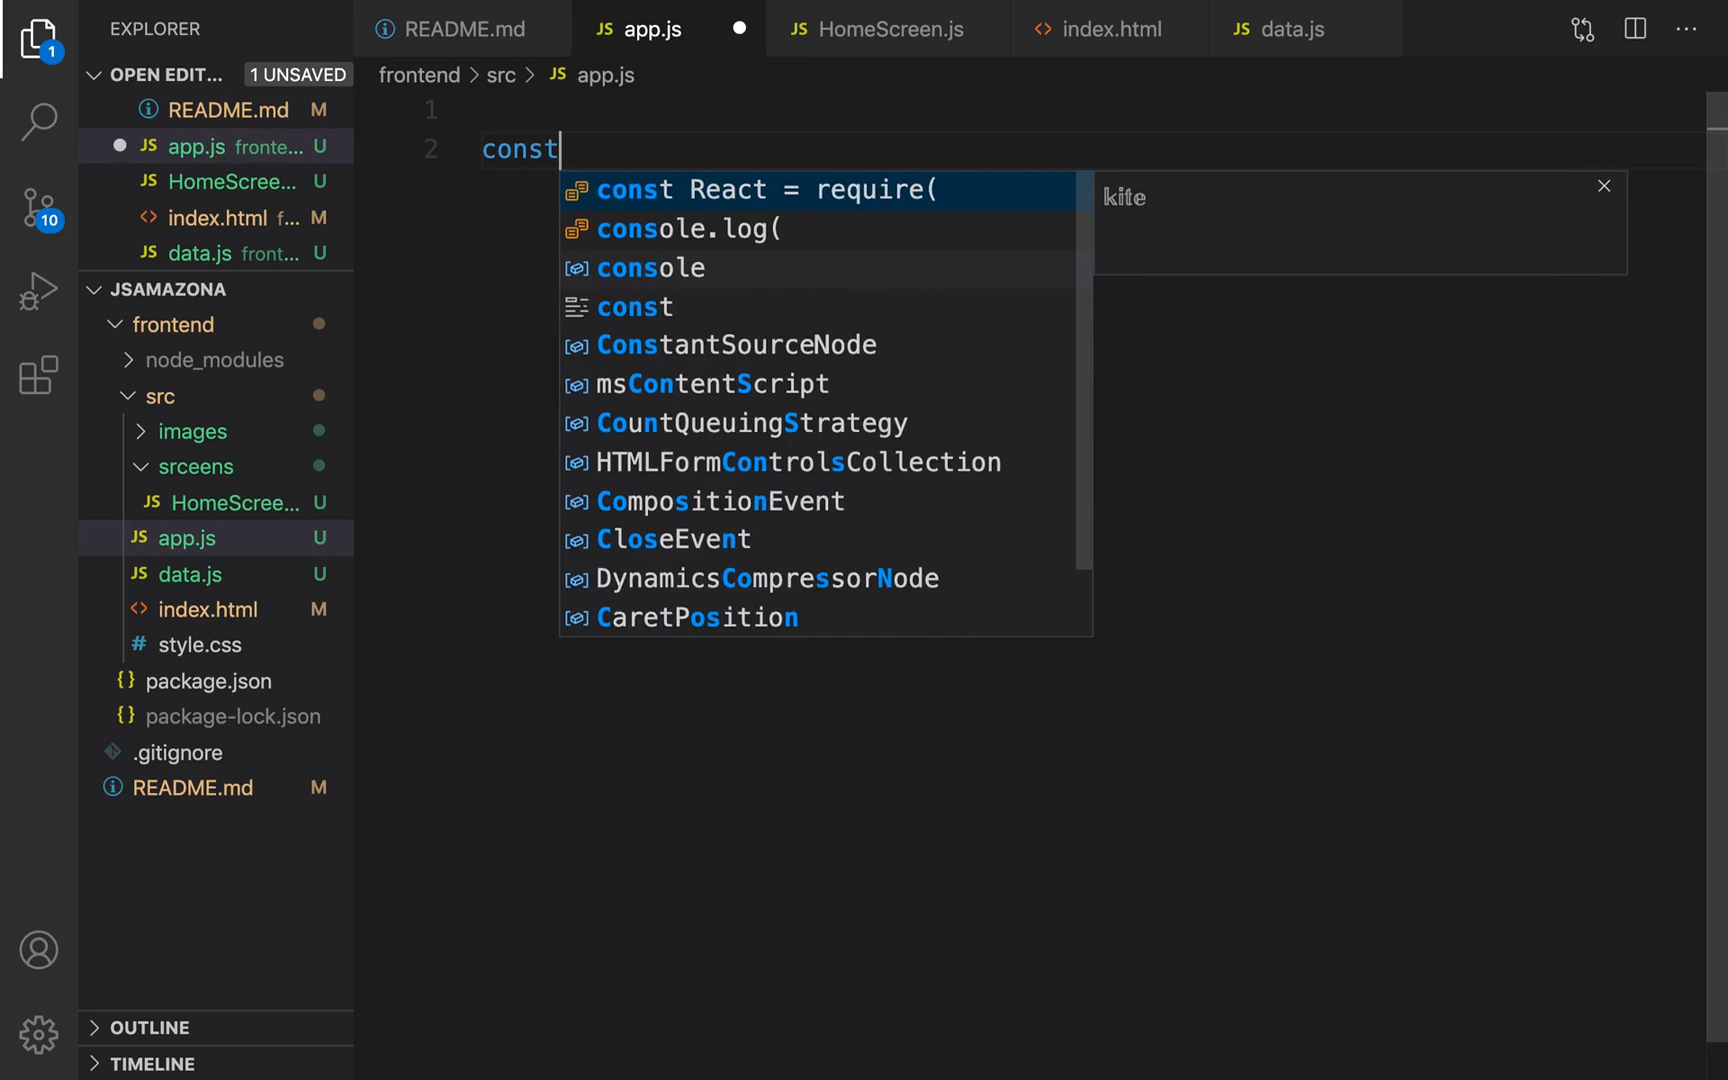 1
10
EXPLORER
OPEN EDIT... 1 UNSAVED
README.md M
app.js fronte... U
HomeScree... U
index.html f... M
data.js front... U
JSAMAZONA
frontend
node_modules
src
images
srceens
HomeScree... U
app.js U
data.js U
index.html M
style.css
package.json
package-lock.json
.gitignore
README.md M
OUTLINE
TIMELINE
README.md
app.js
HomeScreen.js
index.html
data.js
frontend > src > JS app.js
1
2 const
const React = require(
console.log(
console
const
ConstantSourceNode
msContentScript
CountQueuingStrategy
HTMLFormControlsCollection
CompositionEvent
CloseEvent
DynamicsCompressorNode
CaretPosition
kite